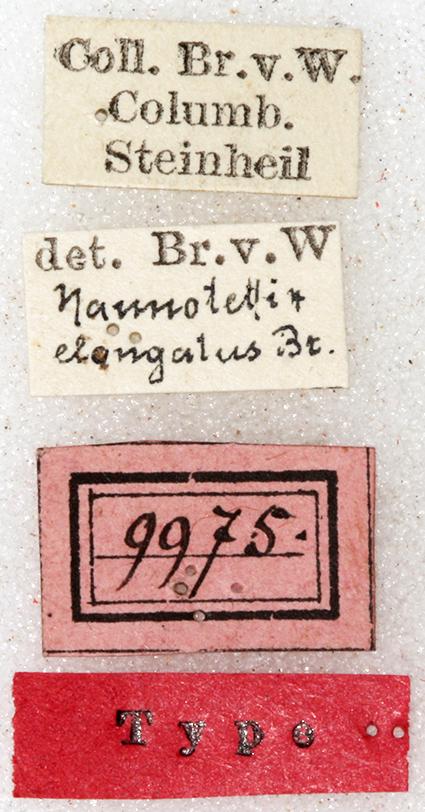 Coll. Br.v.W.
Columb.
Steinheil
det. Br.v.W
Nannotettix
elongatus Br.
9975.
Type